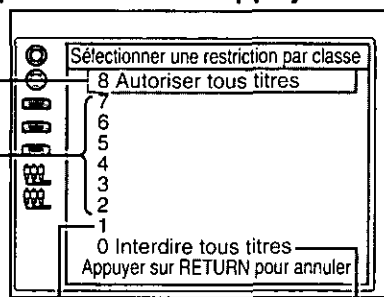 Sélectionner une restriction par classe
8 Autoriser tous titres
7
6
5
4
3
2
1
0 Interdire tous titres
Appuyer sur RETURN pour annuler